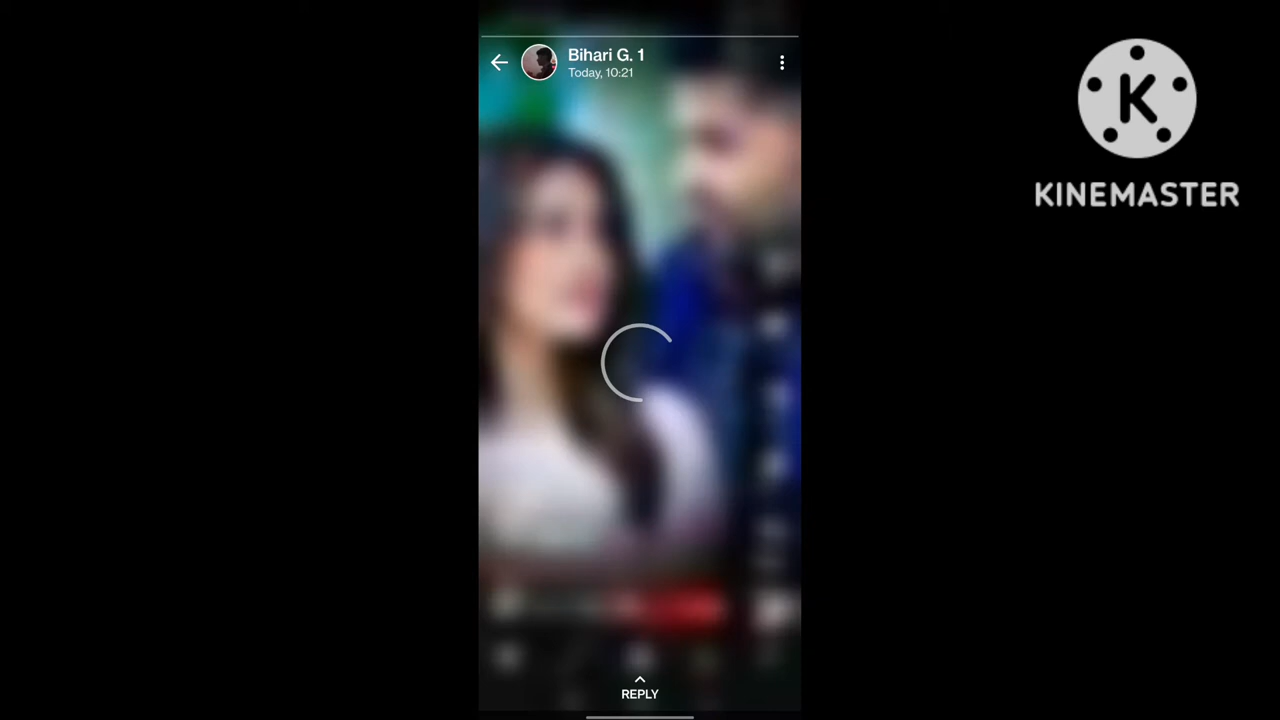 Bihari G. 1
Today, 10:21
K
KINEMASTER
REPLY